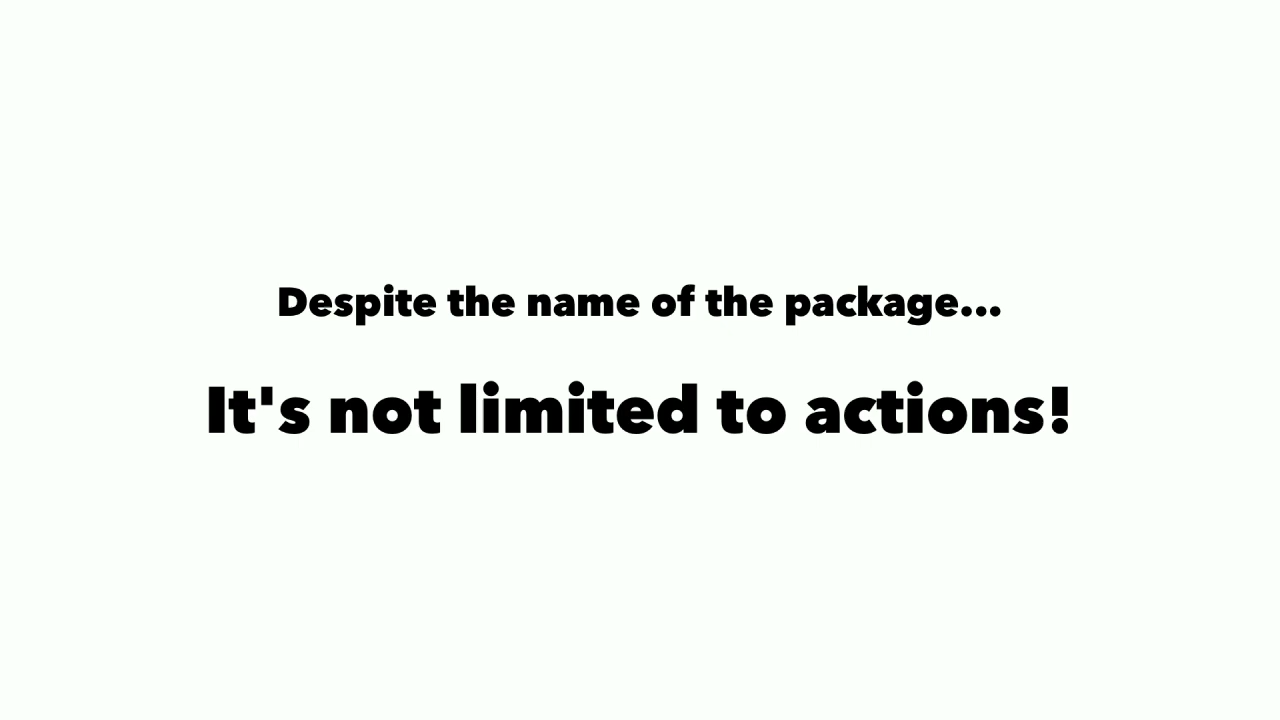 Despite the name of the package...
It's not limited to actions!